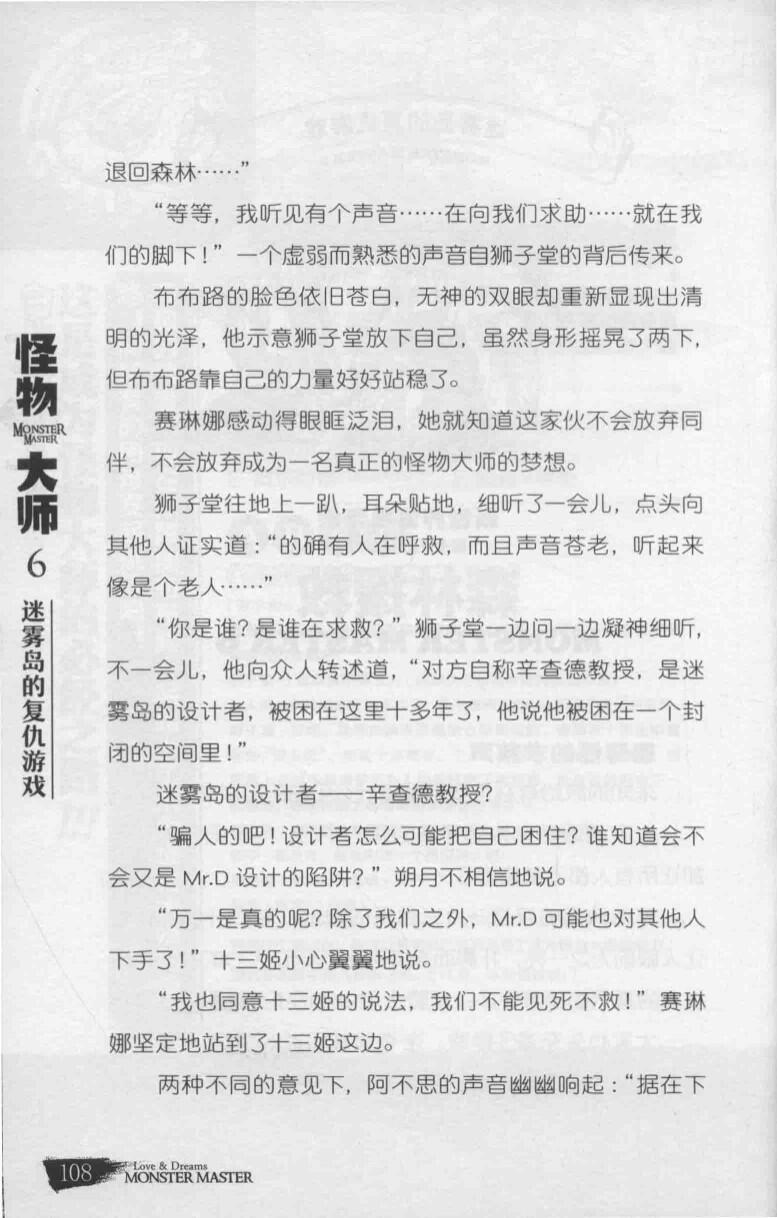 退回森林……”
“等等，我听见有个声音……在向我们求助……就在我
们的脚下！”一个虚弱而熟悉的声音自狮子堂的背后传来。
布布路的脸色依旧苍白，无神的双眼却重新显现出清
明的光泽，他示意狮子堂放下自己，虽然身形摇晃了两下，
但布布路靠自己的力量好好站稳了。
赛琳娜感动得眼眶泛泪，她就知道这家伙不会放弃同
伴，不会放弃成为一名真正的怪物大师的梦想。
狮子堂往地上一趴，耳朵贴地，细听了一会儿，点头向
其他人证实道：“的确有人在呼救，而且声音苍老，听起来
像是个老人……”
“你是谁？是谁在求救？”狮子堂一边问一边凝神细听，
不一会儿，他向众人转述道，“对方自称辛查德教授，是迷
雾岛的设计者，被困在这里十多年了，他说他被困在一个封
闭的空间里！”
迷雾岛的设计者——辛查德教授？
“骗人的吧！设计者怎么可能把自己困住？谁知道会不
会又是 Mr.D 设计的陷阱？”朔月不相信地说。
“万一是真的呢？除了我们之外，Mr.D 可能也对其他人
下手了！”十三姬小心翼翼地说。
“我也同意十三姬的说法，我们不能见死不救！”赛琳
娜坚定地站到了十三姬这边。
两种不同的意见下，阿不思的声音幽幽响起：“据在下
怪物
MONSTER
MASTER
大师
6
迷雾岛的复仇游戏
108
Love & Dreams
MONSTER MASTER